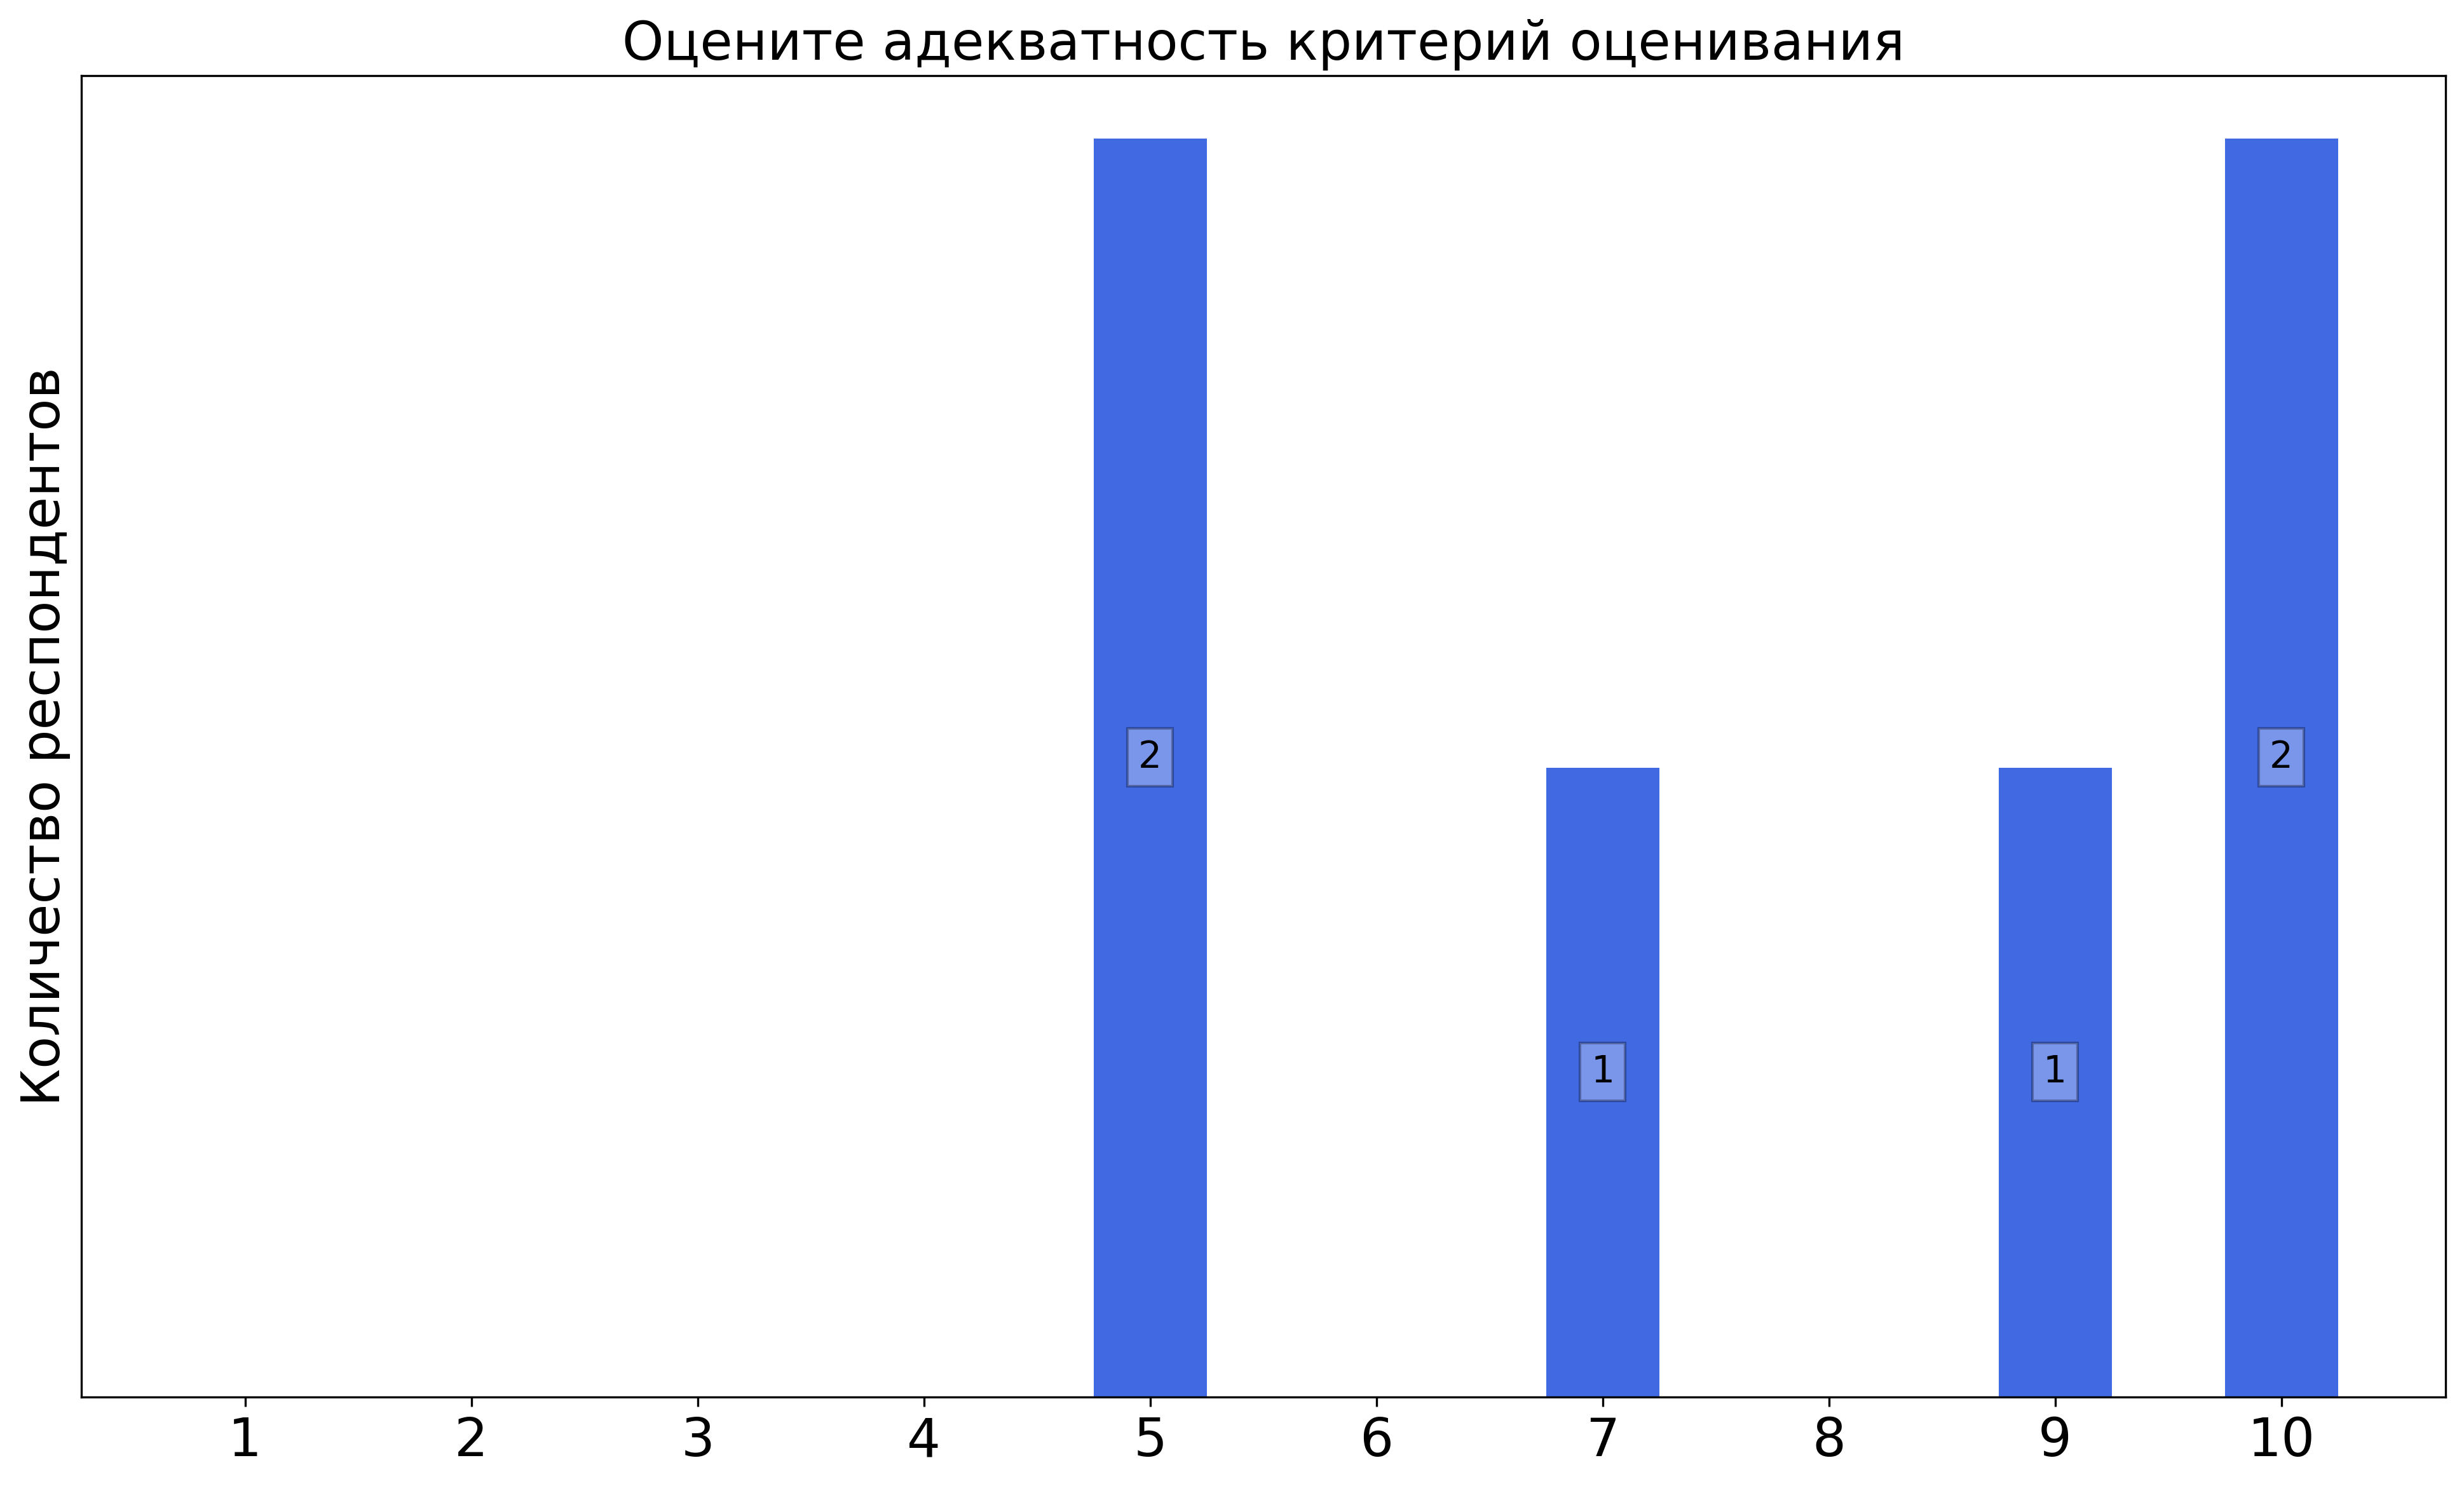 Оцените адекватность критерий оценивания
Количество респондентов
2
2
1
1
1 2 3 4 5 6 7 8 9 10